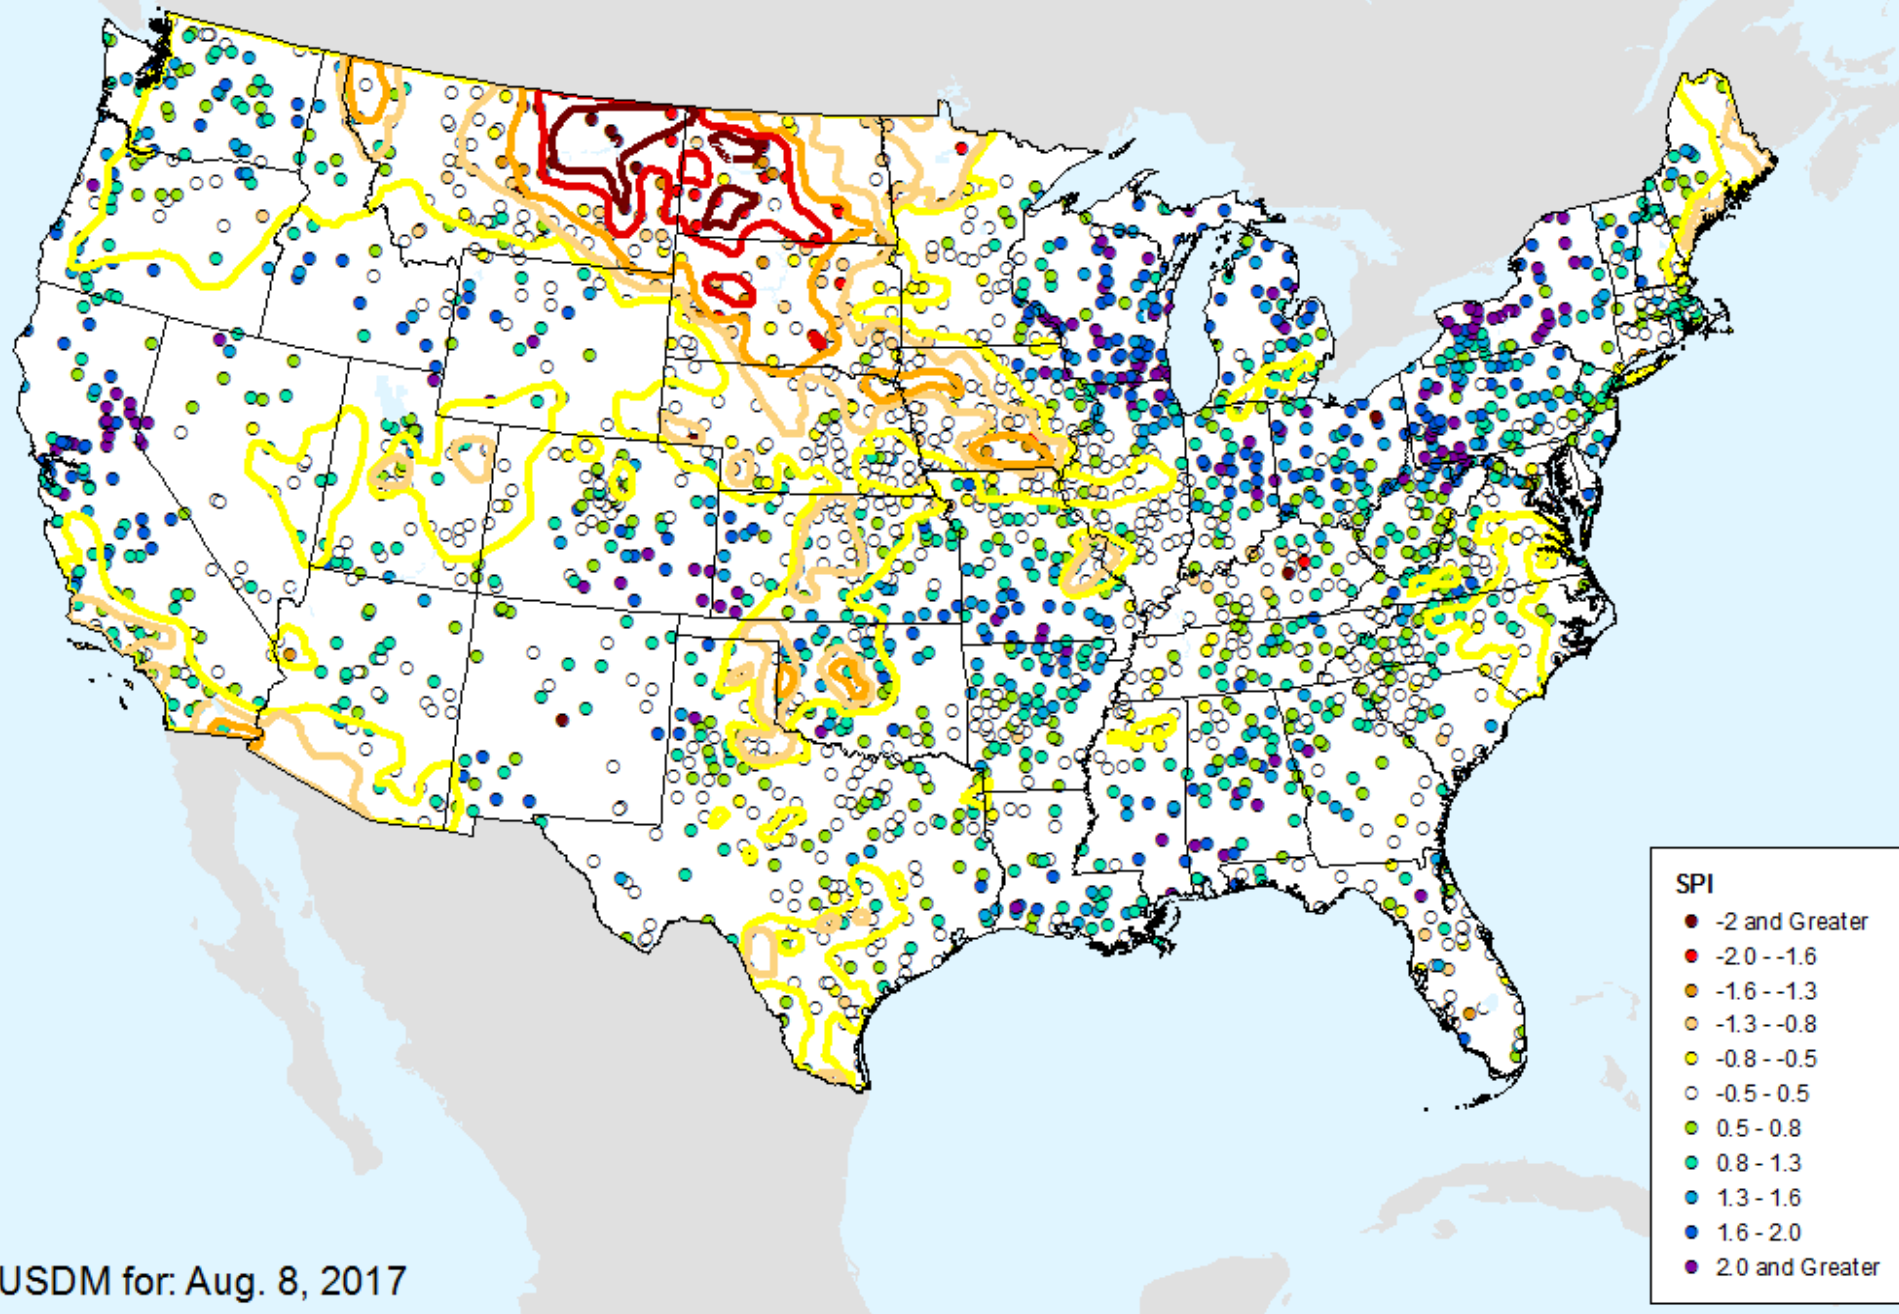 SPI
-2 and Greater
-2.0 - -1.6
-1.6 - -1.3
-1.3 - -0.8
-0.8 - -0.5
-0.5 - 0.5
0.5 - 0.8
0.8 - 1.3
1.3 - 1.6
1.6 - 2.0
2.0 and Greater
USDM for: Aug. 8, 2017